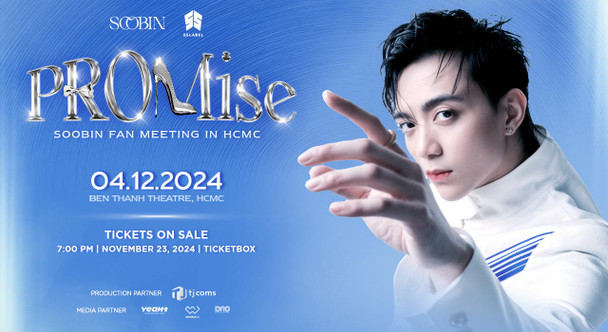 SOOBIN
SSLABEL
PROMise
SOOBIN FAN MEETING IN HCMC
04.12.2024
BEN THANH THEATRE, HCMC
TICKETS ON SALE
7:00 PM | NOVEMBER 23, 2024 | TICKETBOX
PRODUCTION PARTNER tjcoms
MEDIA PARTNER YEAH1